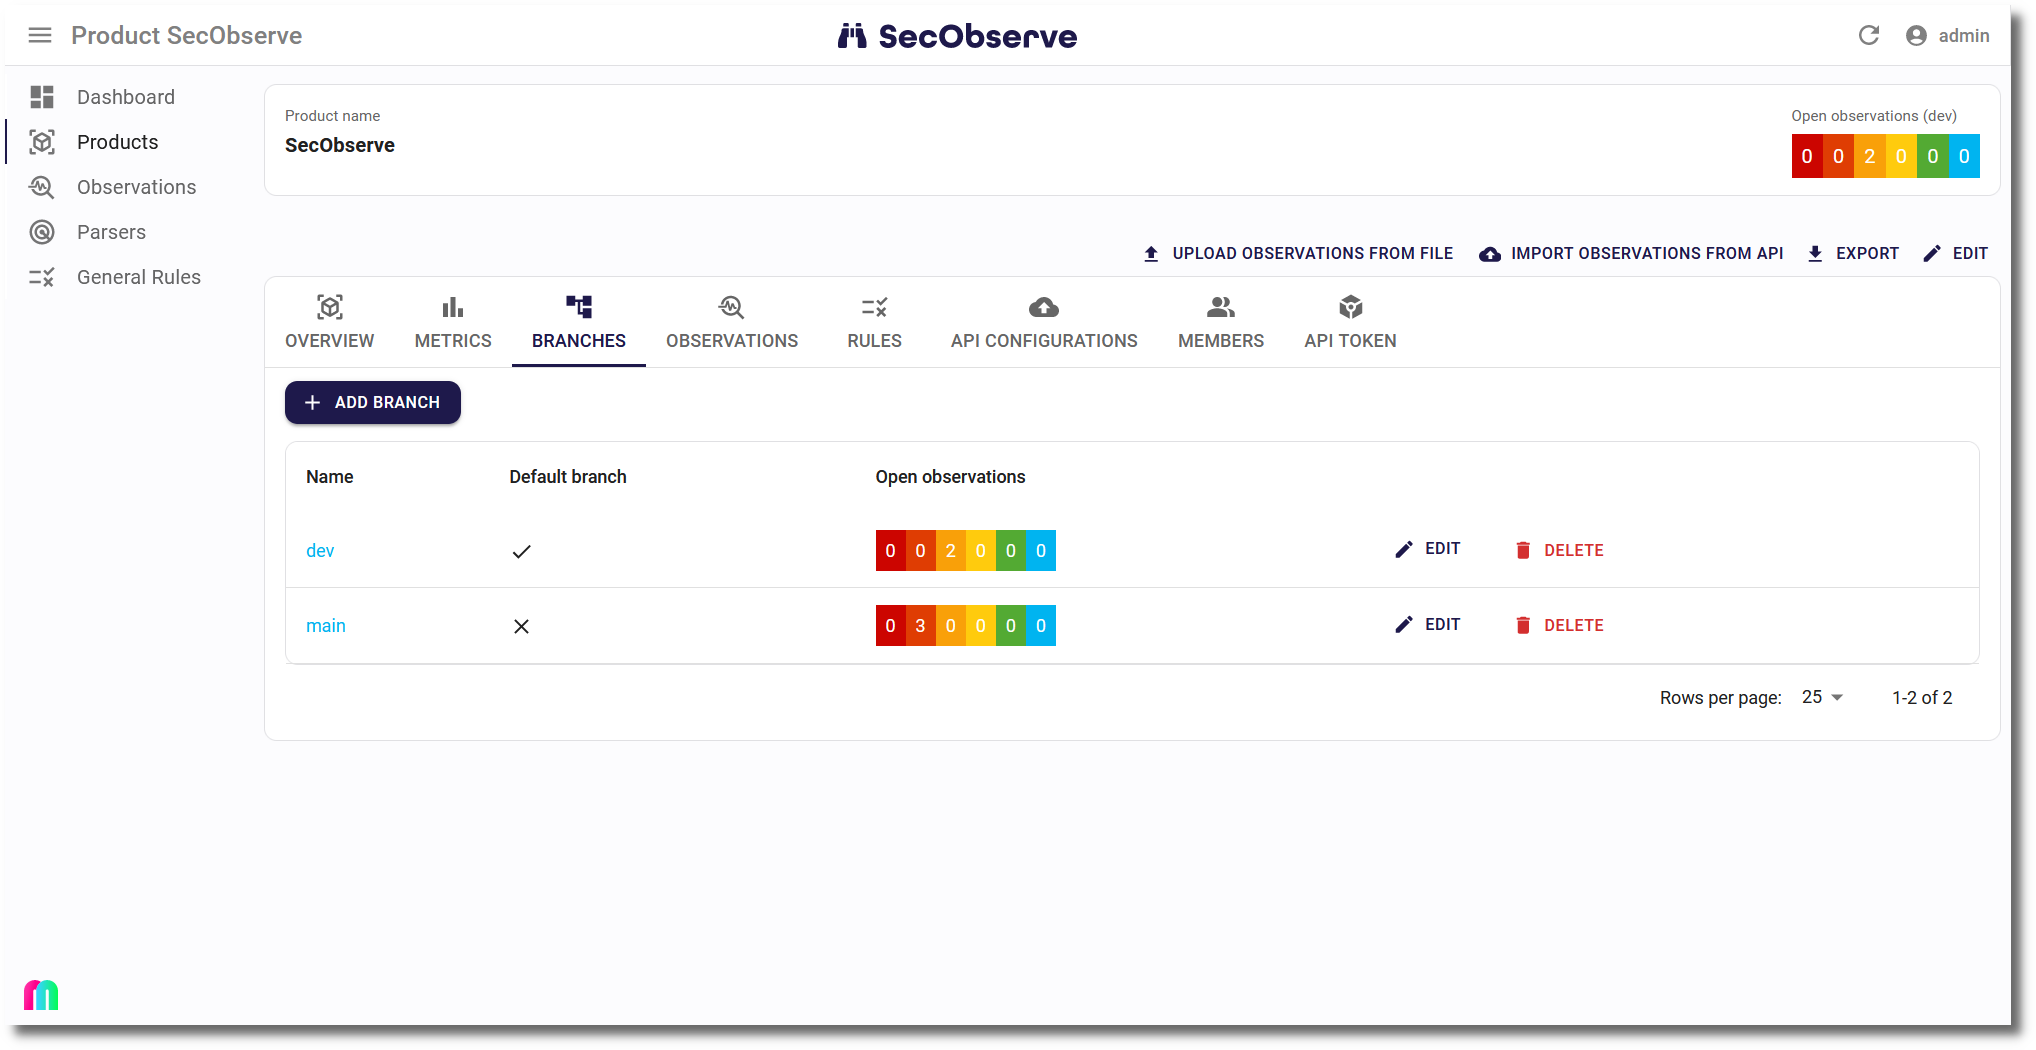 Product SecObserve
SecObserve
admin
Dashboard
Products
Observations
Parsers
General Rules
Product name
SecObserve
Open observations (dev)
0 0 2 0 0 0
UPLOAD OBSERVATIONS FROM FILE
IMPORT OBSERVATIONS FROM API
EXPORT
EDIT
OVERVIEW
METRICS
BRANCHES
OBSERVATIONS
RULES
API CONFIGURATIONS
MEMBERS
API TOKEN
ADD BRANCH
Name Default branch Open observations
dev 0 0 2 0 0 0 EDIT DELETE
main 0 3 0 0 0 0 EDIT DELETE
Rows per page: 25 1-2 of 2